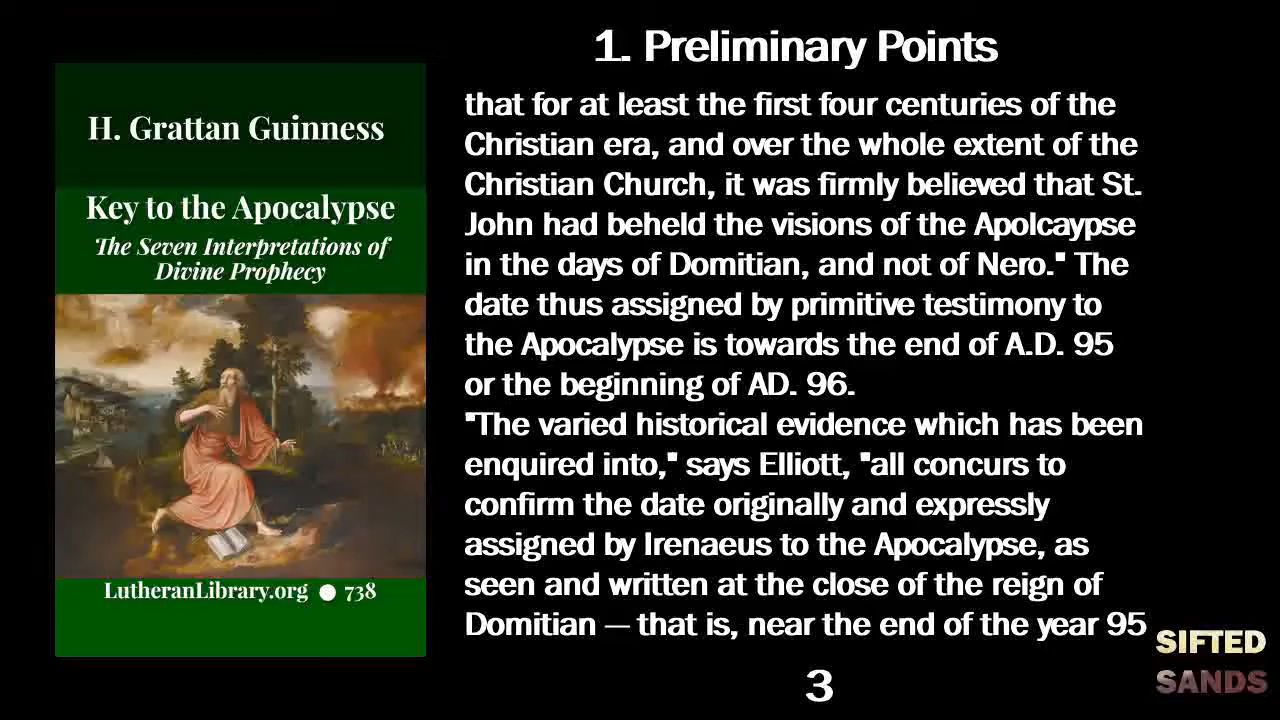 H. Grattan Guinness
Key to the Apocalypse
The Seven Interpretations of
Divine Prophecy
LutheranLibrary.org ● 738
1. Preliminary Points
that for at least the first four centuries of the
Christian era, and over the whole extent of the
Christian Church, it was firmly believed that St.
John had beheld the visions of the Apolcaypse
in the days of Domitian, and not of Nero." The
date thus assigned by primitive testimony to
the Apocalypse is towards the end of A.D. 95
or the beginning of AD. 96.
"The varied historical evidence which has been
enquired into," says Elliott, "all concurs to
confirm the date originally and expressly
assigned by Irenaeus to the Apocalypse, as
seen and written at the close of the reign of
Domitian — that is, near the end of the year 95
3
SIFTED
SANDS